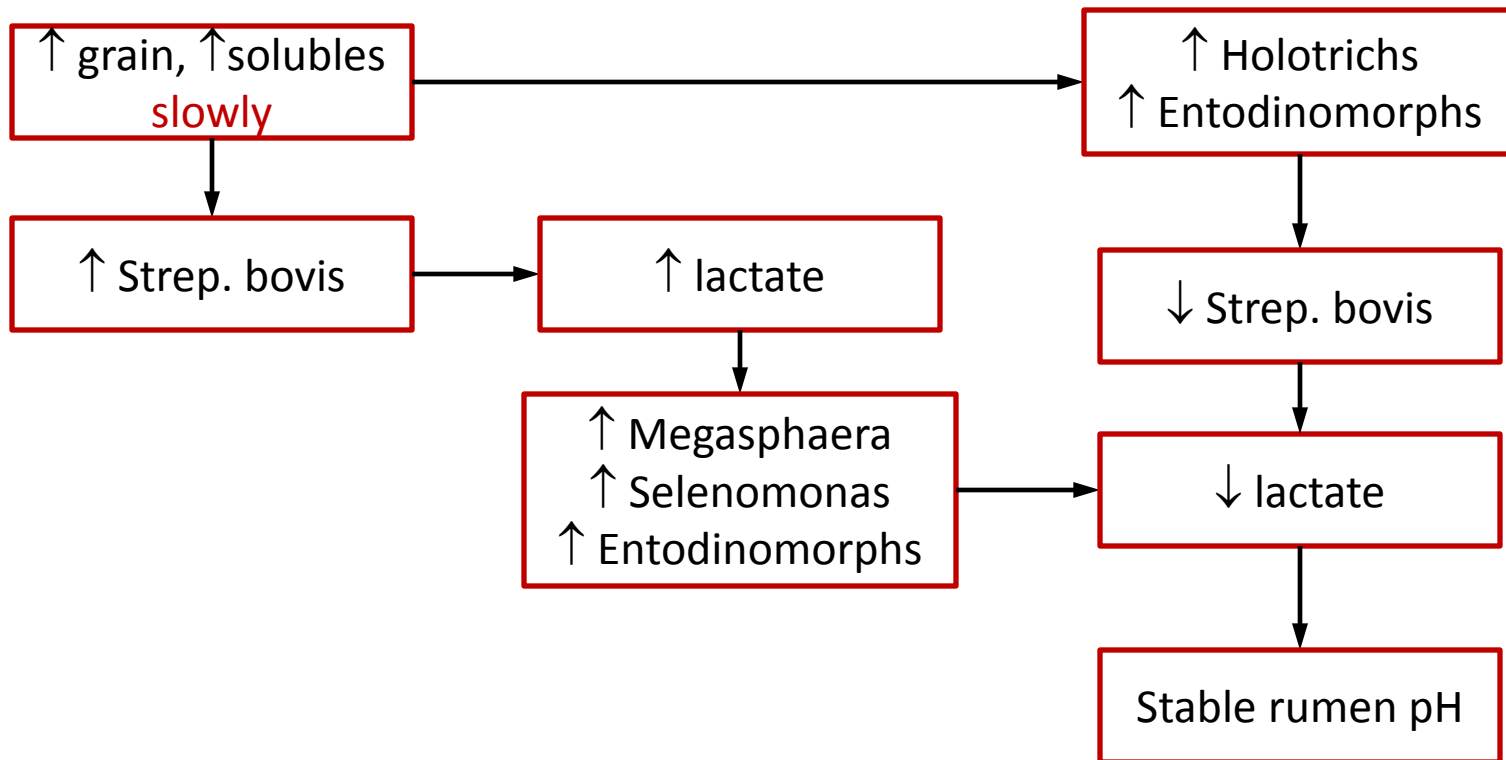 ↑ grain, ↑solubles
slowly
↑ Holotrichs
↑ Entodinomorphs
↑ Strep. bovis
↑ lactate
↓ Strep. bovis
↑ Megasphaera
↑ Selenomonas
↑ Entodinomorphs
↓ lactate
Stable rumen pH